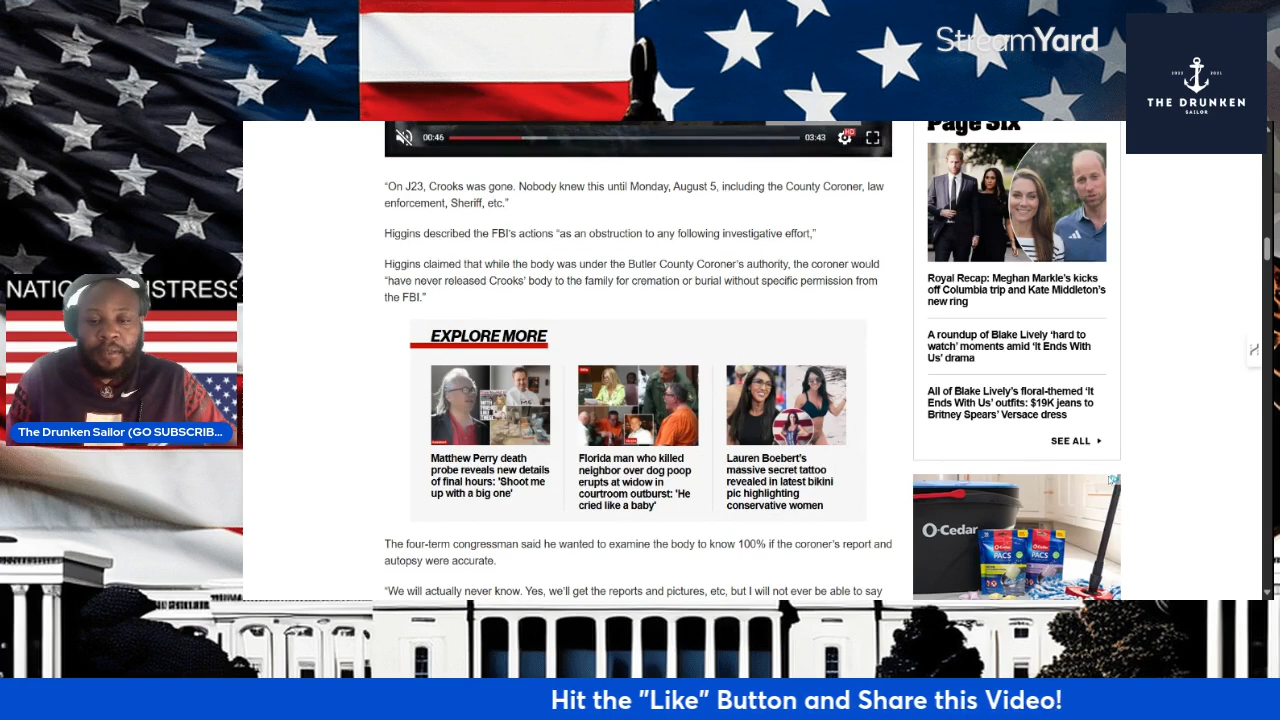 StreamYard
2021 2021
THE DRUNKEN
SAILOR
00:46
03:43
HD
Page Six
“On J23, Crooks was gone. Nobody knew this until Monday, August 5, including the County Coroner, law
enforcement, Sheriff, etc.”
Higgins described the FBI's actions “as an obstruction to any following investigative effort,”
Higgins claimed that while the body was under the Butler County Coroner's authority, the coroner would
“have never released Crooks' body to the family for cremation or burial without specific permission from
the FBI.”
EXPLORE MORE
Matthew Perry death
probe reveals new details
of final hours: 'Shoot me
up with a big one'
Florida man who killed
neighbor over dog poop
erupts at widow in
courtroom outburst: 'He
cried like a baby'
Lauren Boebert's
massive secret tattoo
revealed in latest bikini
pic highlighting
conservative women
The four-term congressman said he wanted to examine the body to know 100% if the coroner's report and
autopsy were accurate.
“We will actually never know. Yes, we'll get the reports and pictures, etc, but I will not ever be able to say
Royal Recap: Meghan Markle's kicks
off Columbia trip and Kate Middleton's
new ring
A roundup of Blake Lively 'hard to
watch' moments amid 'It Ends With
Us' drama
All of Blake Lively's floral-themed 'It
Ends With Us' outfits: $19K jeans to
Britney Spears' Versace dress
SEE ALL
O-Cedar
PACS
PACS
NATIO
ISTRESS
The Drunken Sailor (GO SUBSCRIB...
Hit the "Like" Button and Share this Video!